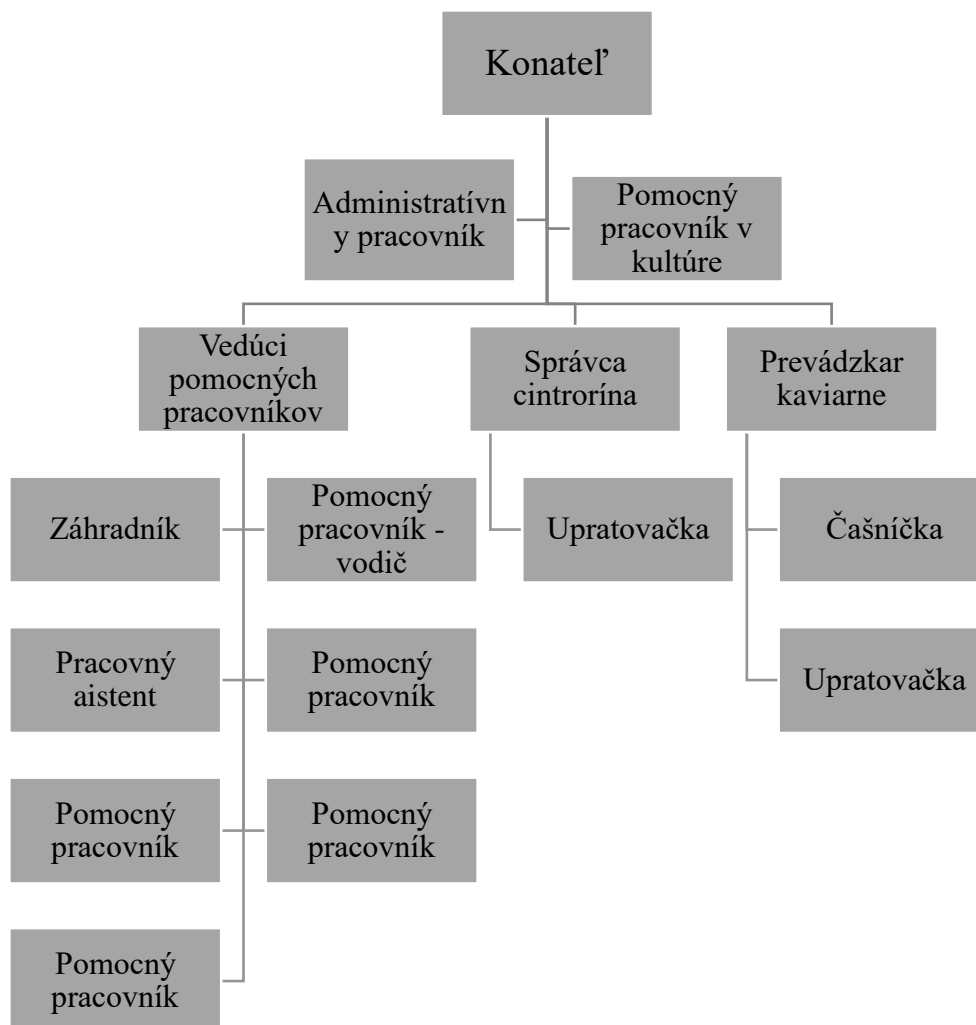 Konateľ
Administratívn
y pracovník
Pomocný
pracovník v
kultúre
Vedúci
pomocných
pracovníkov
Správca
cintrorína
Prevádzkar
kaviarne
Záhradník
Pomocný
pracovník -
vodič
Upratovačka
Čašníčka
Pracovný
aistent
Pomocný
pracovník
Upratovačka
Pomocný
pracovník
Pomocný
pracovník
Pomocný
pracovník